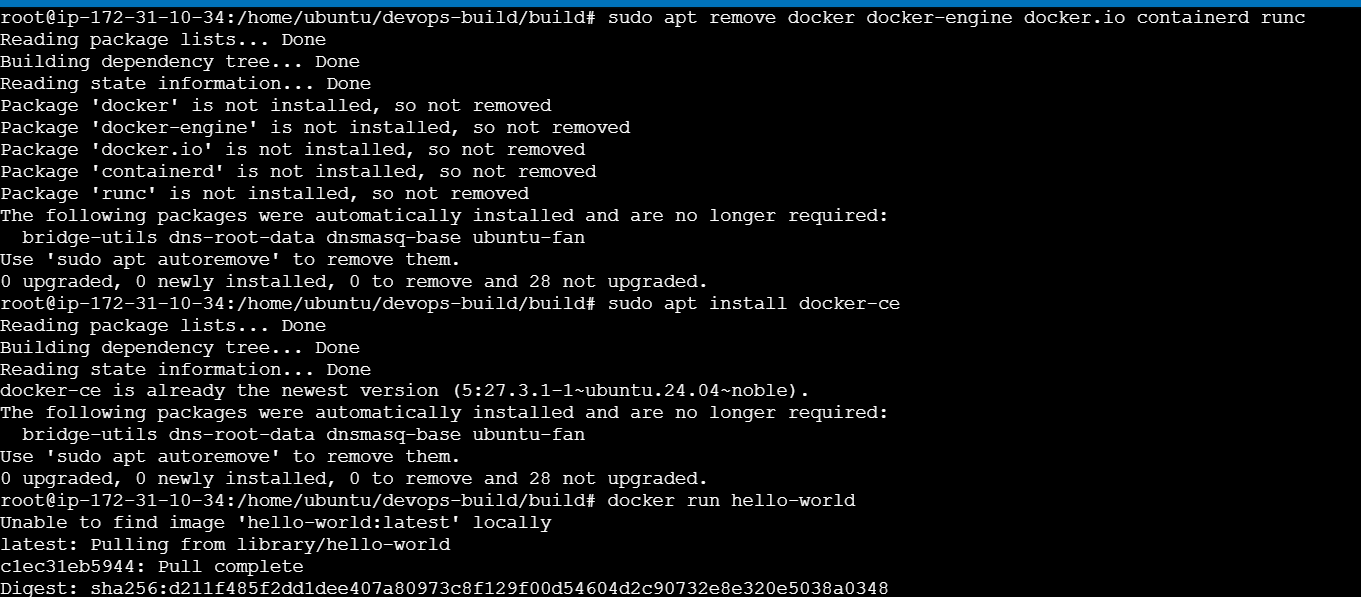 root@ip-172-31-10-34:/home/ubuntu/devops-build/build# sudo apt remove docker docker-engine docker.io containerd runc
Reading package lists... Done
Building dependency tree... Done
Reading state information... Done
Package 'docker' is not installed, so not removed
Package 'docker-engine' is not installed, so not removed
Package 'docker.io' is not installed, so not removed
Package 'containerd' is not installed, so not removed
Package 'runc' is not installed, so not removed
The following packages were automatically installed and are no longer required:
  bridge-utils dns-root-data dnsmasq-base ubuntu-fan
Use 'sudo apt autoremove' to remove them.
0 upgraded, 0 newly installed, 0 to remove and 28 not upgraded.
root@ip-172-31-10-34:/home/ubuntu/devops-build/build# sudo apt install docker-ce
Reading package lists... Done
Building dependency tree... Done
Reading state information... Done
docker-ce is already the newest version (5:27.3.1-1~ubuntu.24.04~noble).
The following packages were automatically installed and are no longer required:
  bridge-utils dns-root-data dnsmasq-base ubuntu-fan
Use 'sudo apt autoremove' to remove them.
0 upgraded, 0 newly installed, 0 to remove and 28 not upgraded.
root@ip-172-31-10-34:/home/ubuntu/devops-build/build# docker run hello-world
Unable to find image 'hello-world:latest' locally
latest: Pulling from library/hello-world
c1ec31eb5944: Pull complete
Digest: sha256:d211f485f2dd1dee407a80973c8f129f00d54604d2c90732e8e320e5038a0348